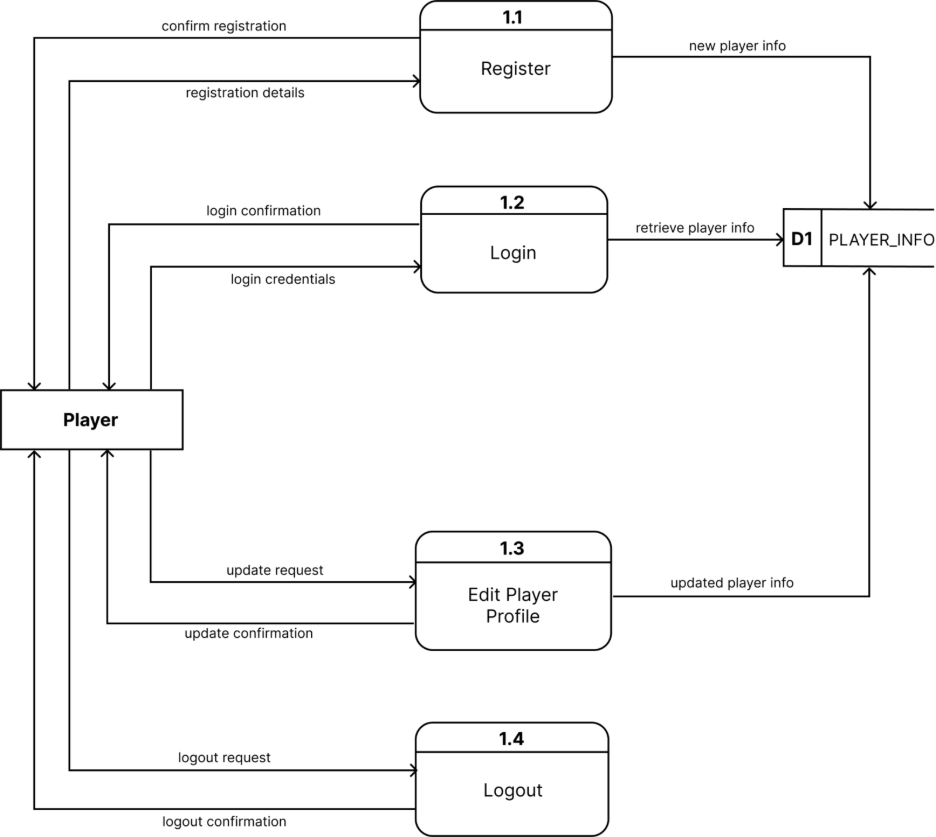 1.1
confirm registration
new player info
Register
registration details
1.2
login confirmation
retrieve player info
D1
PLAYER_INFO
Login
login credentials
Player
1.3
update request
updated player info
Edit Player
Profile
update confirmation
1.4
logout request
Logout
logout confirmation